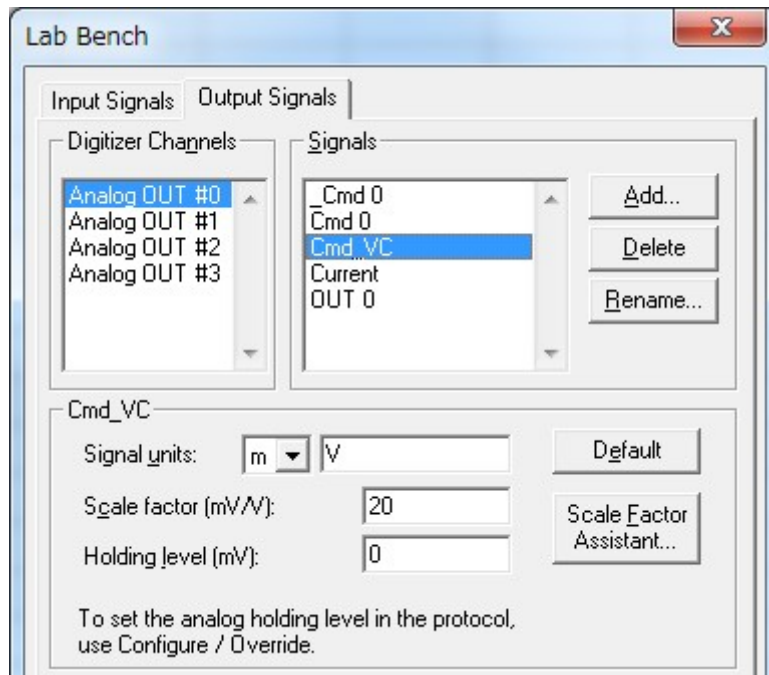 Lab Bench
Input Signals
Output Signals
Digitizer Channels
Analog OUT #0
Analog OUT #1
Analog OUT #2
Analog OUT #3
Signals
_Cmd 0
Cmd 0
Cmd_VC
Current
OUT 0
Add...
Delete
Rename...
Cmd_VC
Signal units:
m
V
Default
Scale factor (mV/V):
20
Scale Factor
Assistant...
Holding level (mV):
0
To set the analog holding level in the protocol,
use Configure / Override.